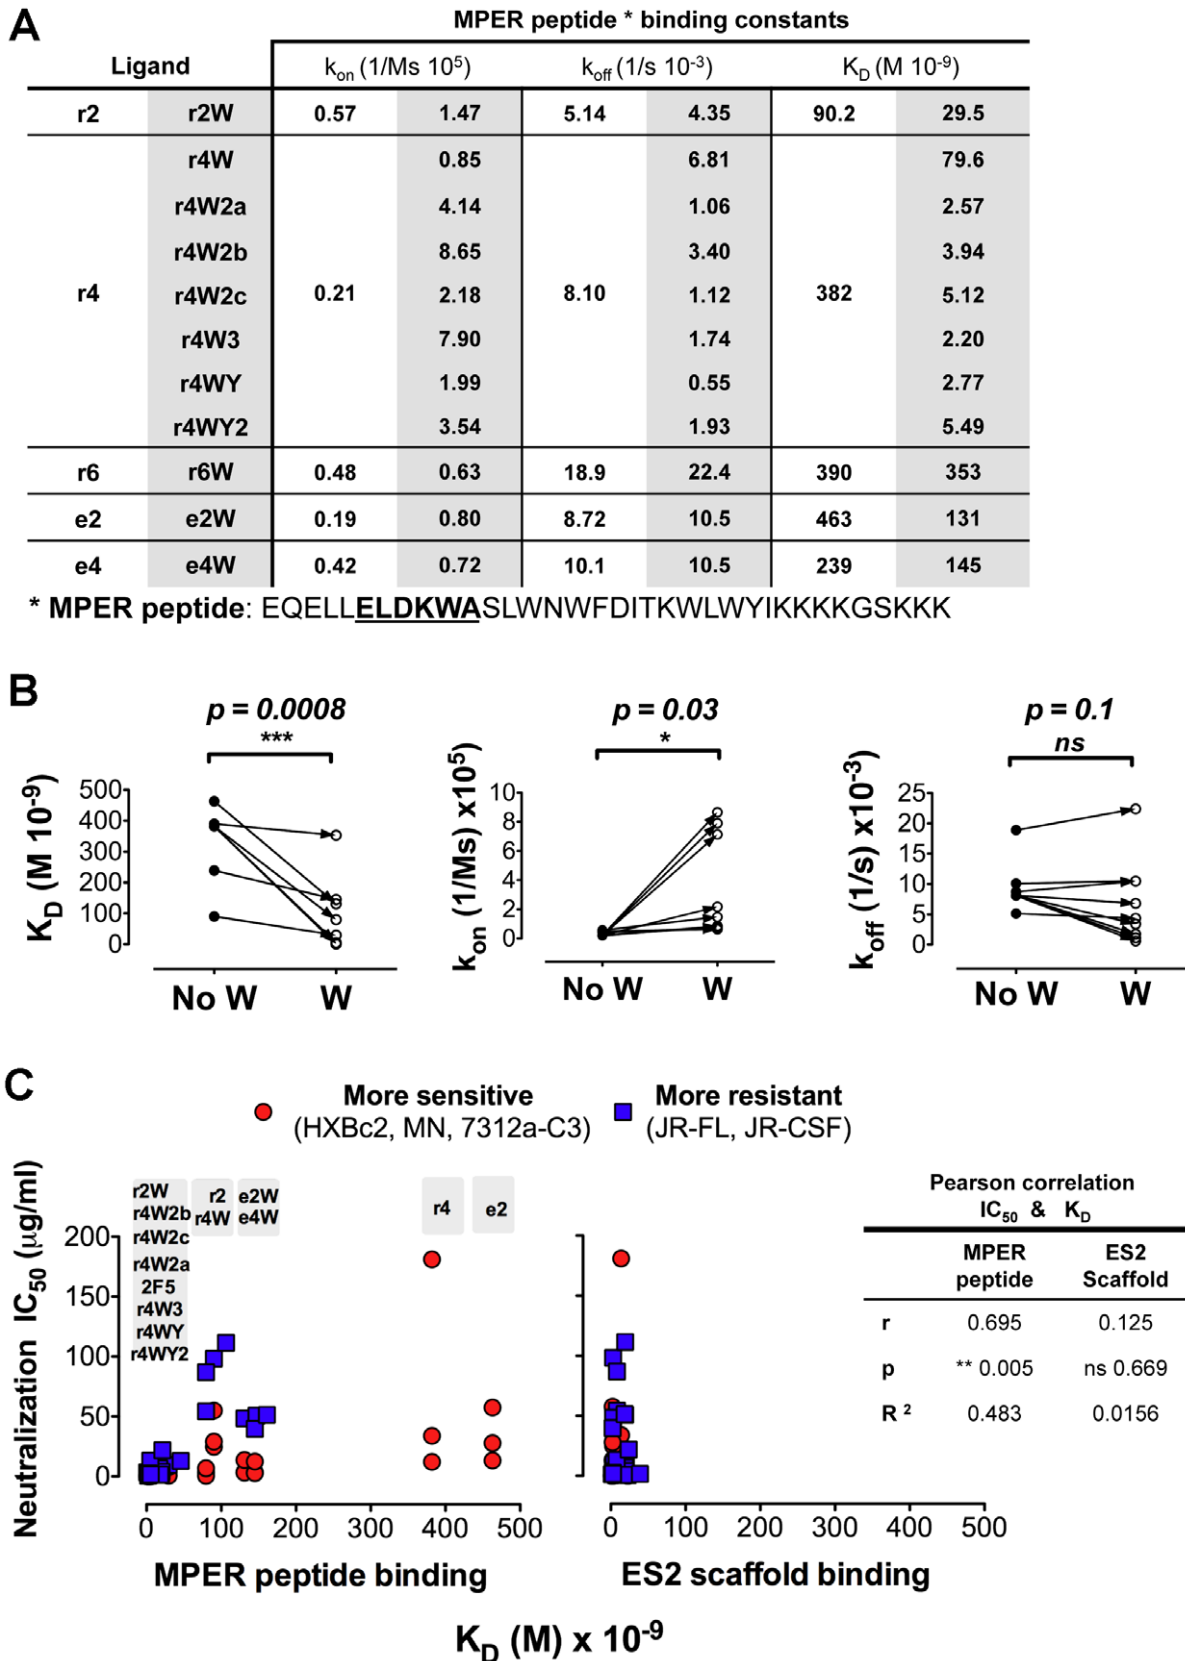 A
MPER peptide * binding constants
Ligand kon (1/Ms 10^5) koff (1/s 10^-3) KD (M 10^-9)
r2 r2W 0.57 1.47 5.14 4.35 90.2 29.5
r4W 0.85 6.81 79.6
r4W2a 4.14 1.06 2.57
r4W2b 8.65 3.40 3.94
r4 r4W2c 0.21 2.18 8.10 1.12 382 5.12
r4W3 7.90 1.74 2.20
r4WY 1.99 0.55 2.77
r4WY2 3.54 1.93 5.49
r6 r6W 0.48 0.63 18.9 22.4 390 353
e2 e2W 0.19 0.80 8.72 10.5 463 131
e4 e4W 0.42 0.72 10.1 10.5 239 145
* MPER peptide: EQELLELDKWASLWNWFDITKWLWYIKKKKGSKKK
B
p = 0.0008
***
KD (M 10^-9)
500
400
300
200
100
0
No W W
p = 0.03
*
kon (1/Ms) x10^5
10
8
6
4
2
0
No W W
p = 0.1
ns
koff (1/s) x10^-3
25
20
15
10
5
0
No W W
C
More sensitive
(HXBc2, MN, 7312a-C3)
More resistant
(JR-FL, JR-CSF)
Neutralization IC50 (µg/ml)
r2W
r4W2b
r4W2c
r4W2a
2F5
r4W3
r4WY
r4WY2
r2
r4W
e2W
e4W
r4
e2
200
150
100
50
0
0 100 200 300 400 500
MPER peptide binding
0 100 200 300 400 500
ES2 scaffold binding
KD (M) x 10^-9
Pearson correlation
IC50 & KD
MPER peptide
ES2 Scaffold
r 0.695 0.125
p ** 0.005 ns 0.669
R^2 0.483 0.0156